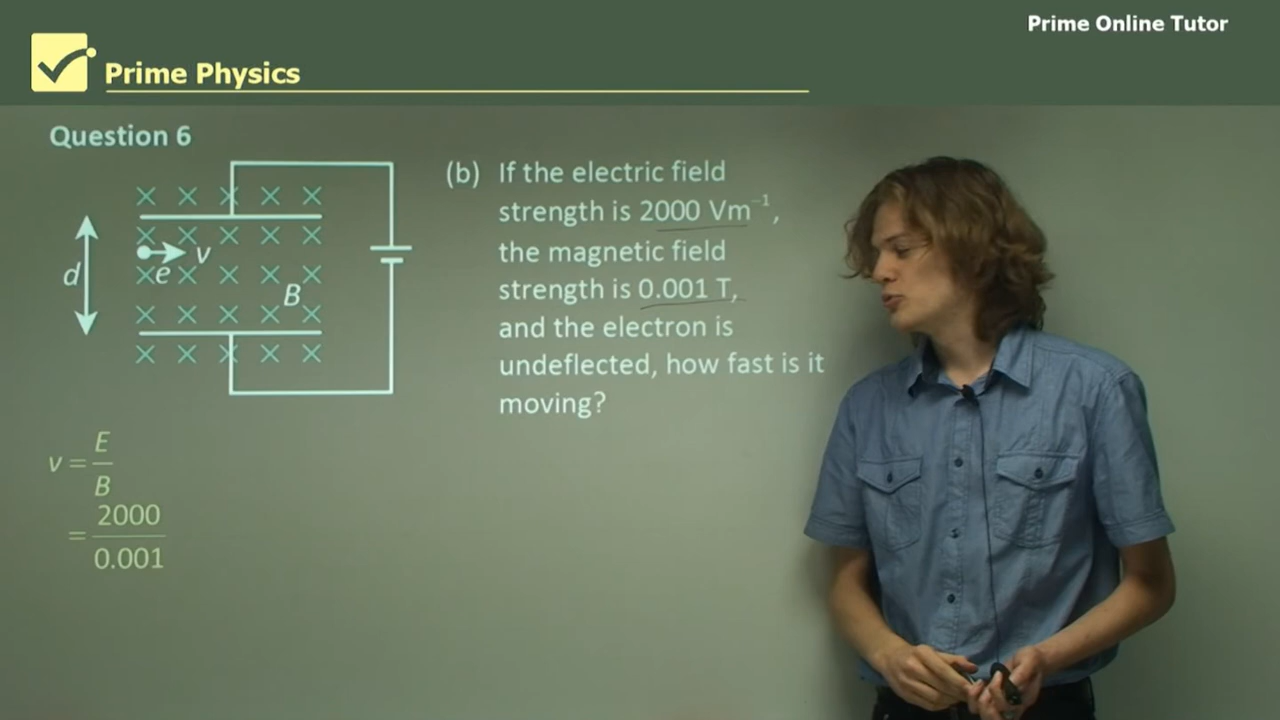 Prime Online Tutor
Prime Physics
Question 6
d
e
v
B
(b) If the electric field
strength is 2000 Vm⁻¹,
the magnetic field
strength is 0.001 T,
and the electron is
undeflected, how fast is it
moving?
v = E/B
= 2000/0.001